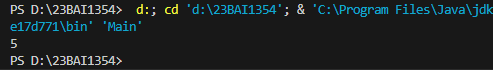 PS D:\23BAI1354>  d:; cd 'd:\23BAI1354'; & 'C:\Program Files\Java\jdk
e17d771\bin' 'Main'
5
PS D:\23BAI1354>